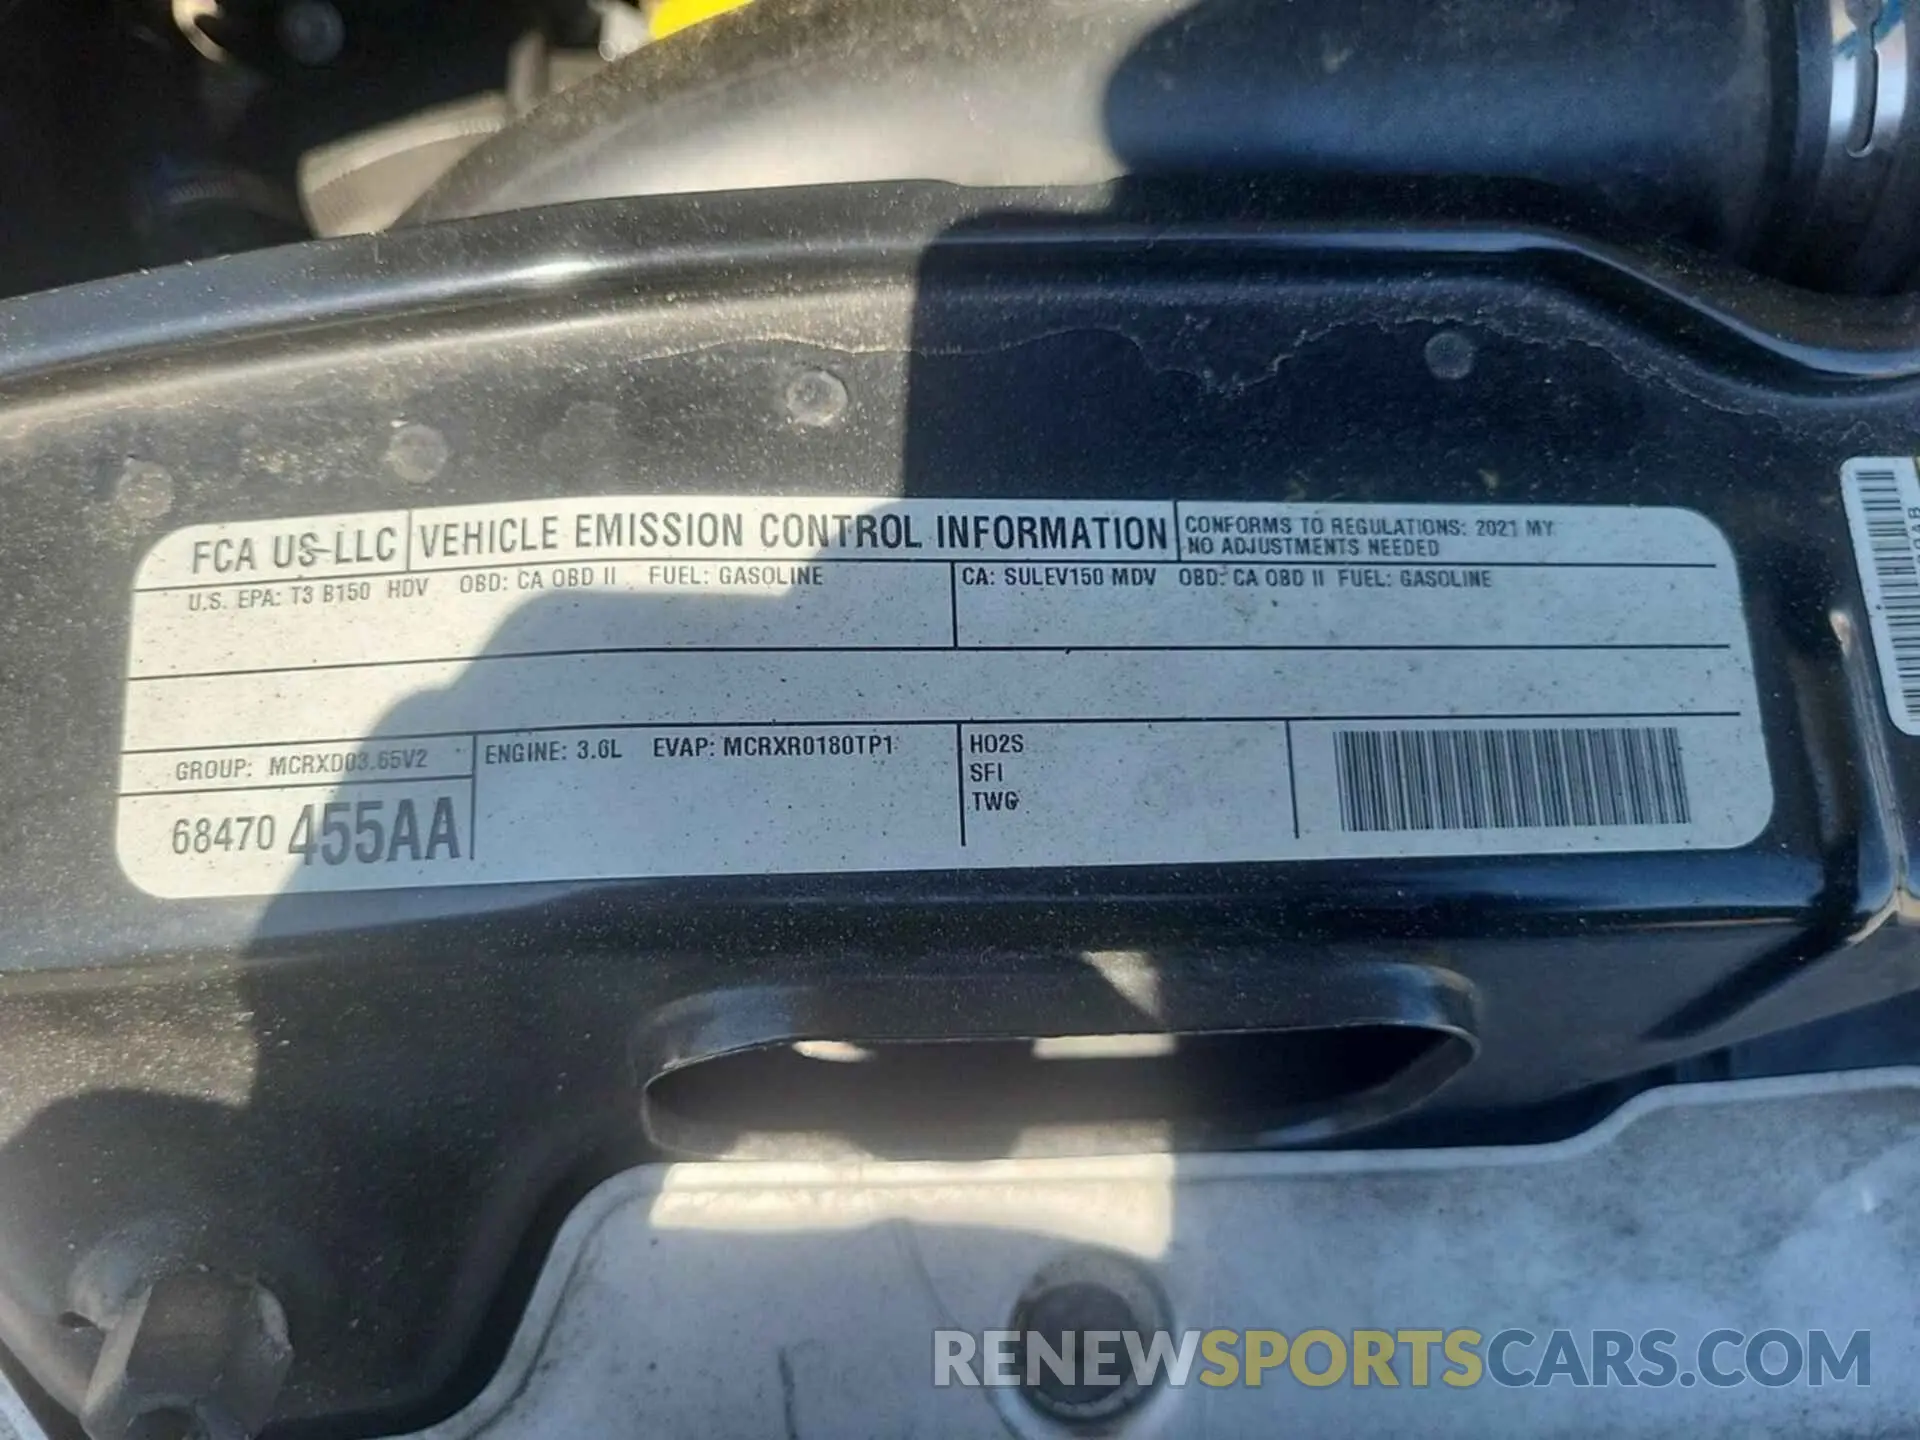 FCA US LLC VEHICLE EMISSION CONTROL INFORMATION
CONFORMS TO REGULATIONS: 2021 MY
NO ADJUSTMENTS NEEDED
U.S. EPA: T3 B150 HDV OBD: CA OBD II FUEL: GASOLINE
CA: SULEV150 MDV OBD: CA OBD II FUEL: GASOLINE
GROUP: MCRXD03.65V2
ENGINE: 3.6L EVAP: MCRXR0180TP1
HO2S
SFI
TWG
68470 455AA
RENEWSPORTSCARS.COM